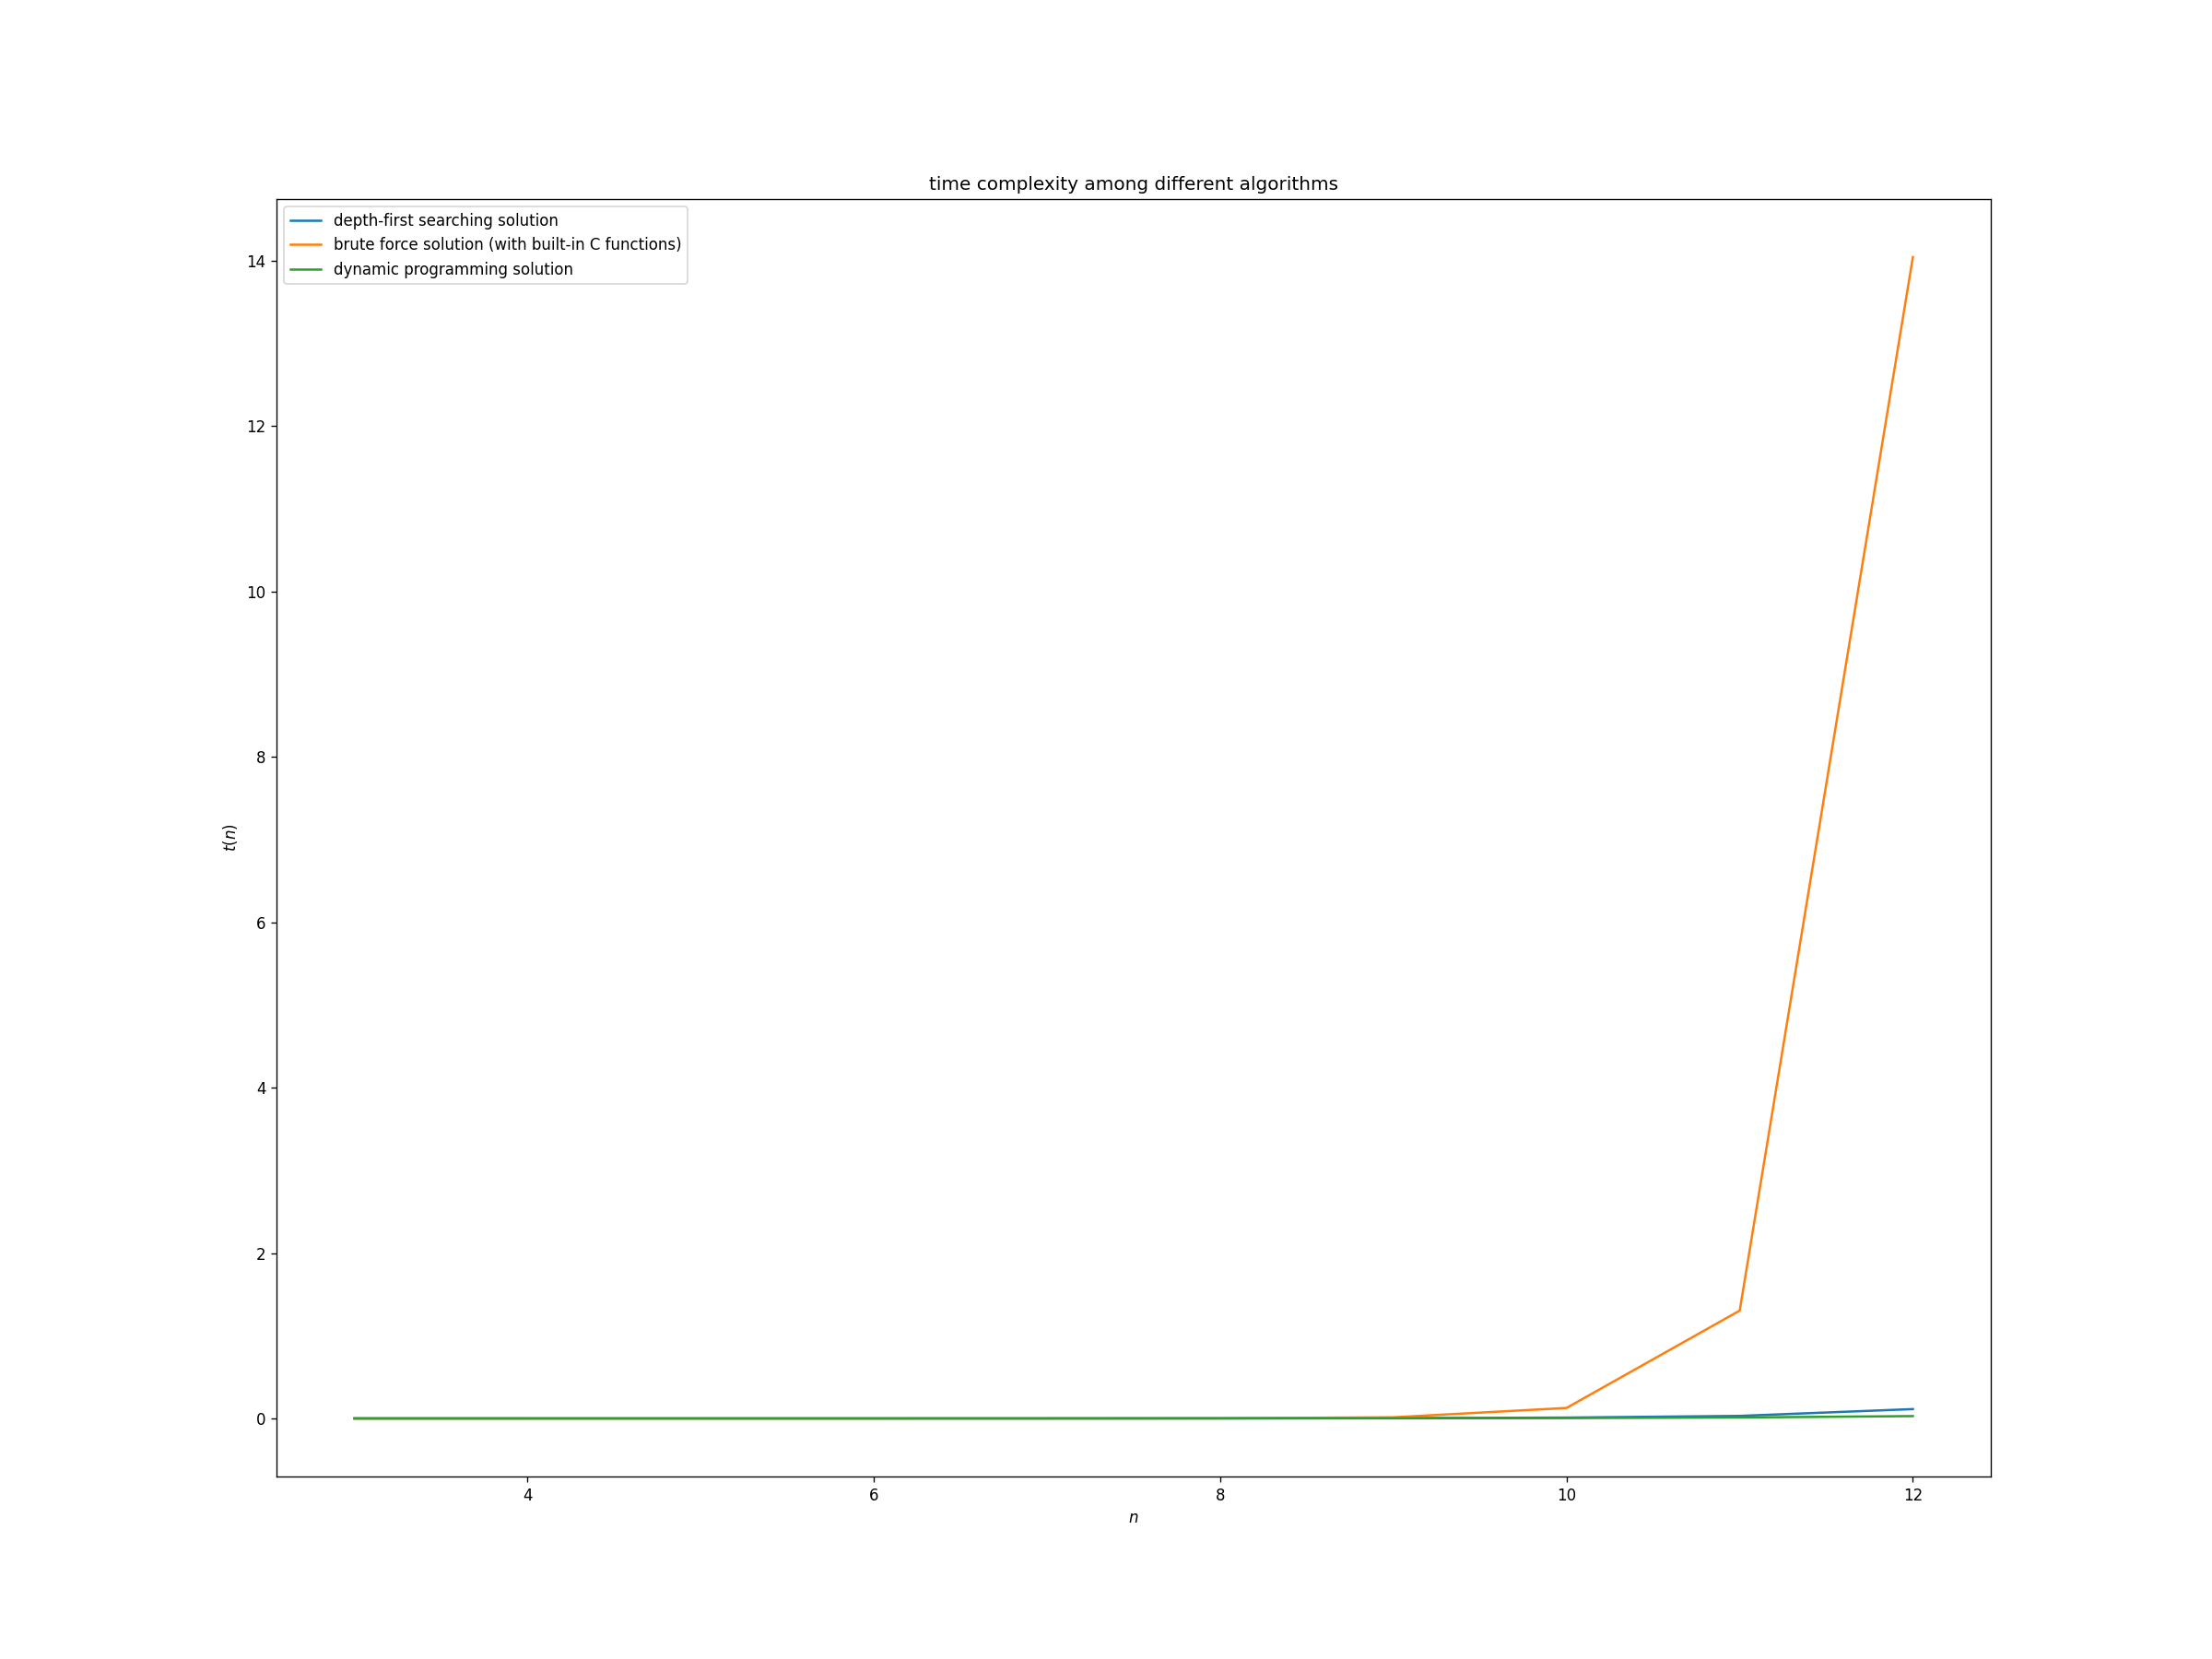 time complexity among different algorithms
depth-first searching solution
brute force solution (with built-in C functions)
dynamic programming solution
14
12
10
8
6
4
2
0
t(n)
4
6
8
10
12
n